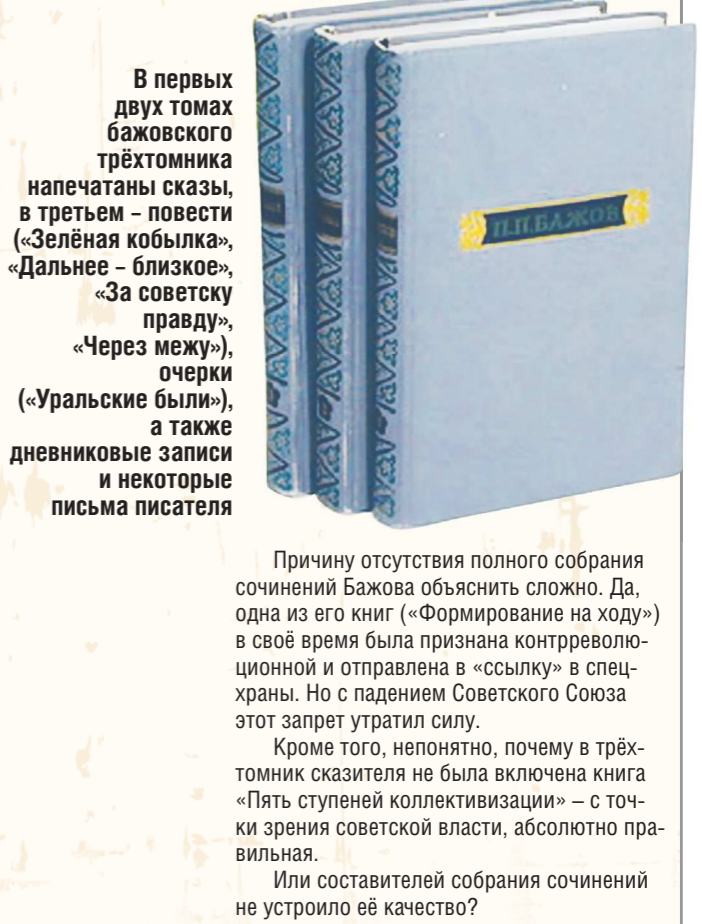 В первых
двух томах
бажовского
трёхтомника
напечатаны сказы,
в третьем – повести
(«Зелёная кобылка»,
«Дальнее – близкое»,
«За советску
правду»,
«Через межу»),
очерки
(«Уральские были»),
а также
дневниковые записи
и некоторые
письма писателя
П.П.БАЖОВ
Причину отсутствия полного собрания
сочинений Бажова объяснить сложно. Да,
одна из его книг («Формирование на ходу»)
в своё время была признана контрреволю-
ционной и отправлена в «ссылку» в спец-
храны. Но с падением Советского Союза
этот запрет утратил силу.
Кроме того, непонятно, почему в трёх-
томник сказителя не была включена книга
«Пять ступеней коллективизации» – с точ-
ки зрения советской власти, абсолютно пра-
вильная.
Или составителей собрания сочинений
не устроило её качество?